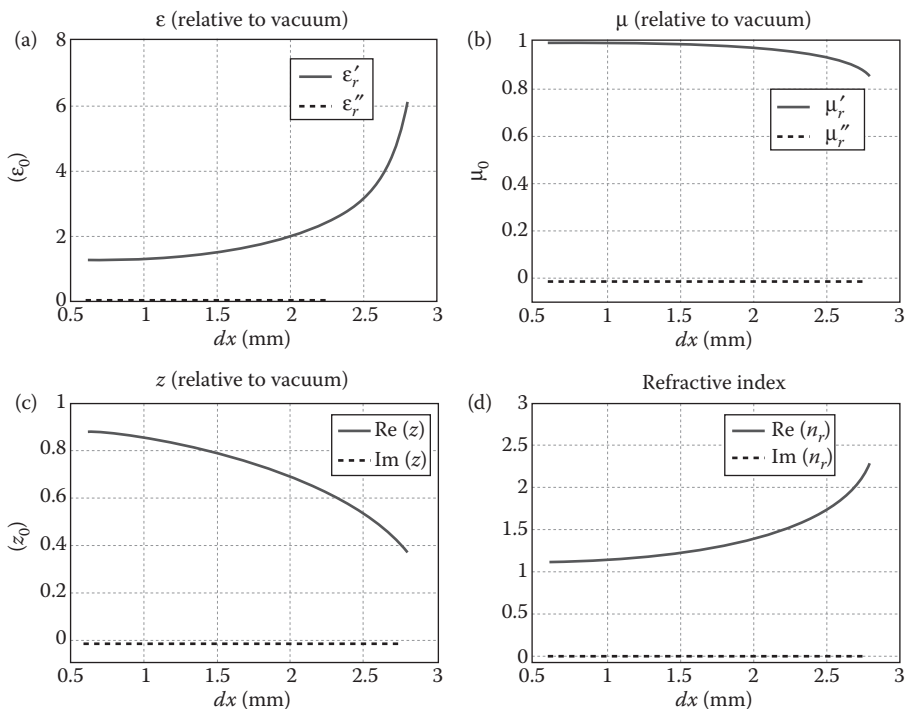 (a)
ε (relative to vacuum)
8
6
4
2
0
(ε0)
εr′
εr″
0.5 1 1.5 2 2.5 3
dx (mm)
(b)
μ (relative to vacuum)
1
0.8
0.6
0.4
0.2
0
μ0
μr′
μr″
0.5 1 1.5 2 2.5 3
dx (mm)
(c)
z (relative to vacuum)
1
0.8
0.6
0.4
0.2
0
(z0)
Re (z)
Im (z)
0.5 1 1.5 2 2.5 3
dx (mm)
(d)
Refractive index
3
2.5
2
1.5
1
0.5
0
Re (nr)
Im (nr)
0.5 1 1.5 2 2.5 3
dx (mm)